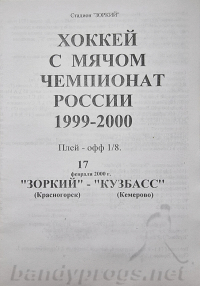 Стадион "ЗОРКИЙ"
ХОККЕЙ
С МЯЧОМ
ЧЕМПИОНАТ
РОССИИ
1999-2000
Плей - офф 1/8.
17
февраля 2000 г.
"ЗОРКИЙ" - "КУЗБАСС"
(Красногорск) (Кемерово)
bandyprogs.net